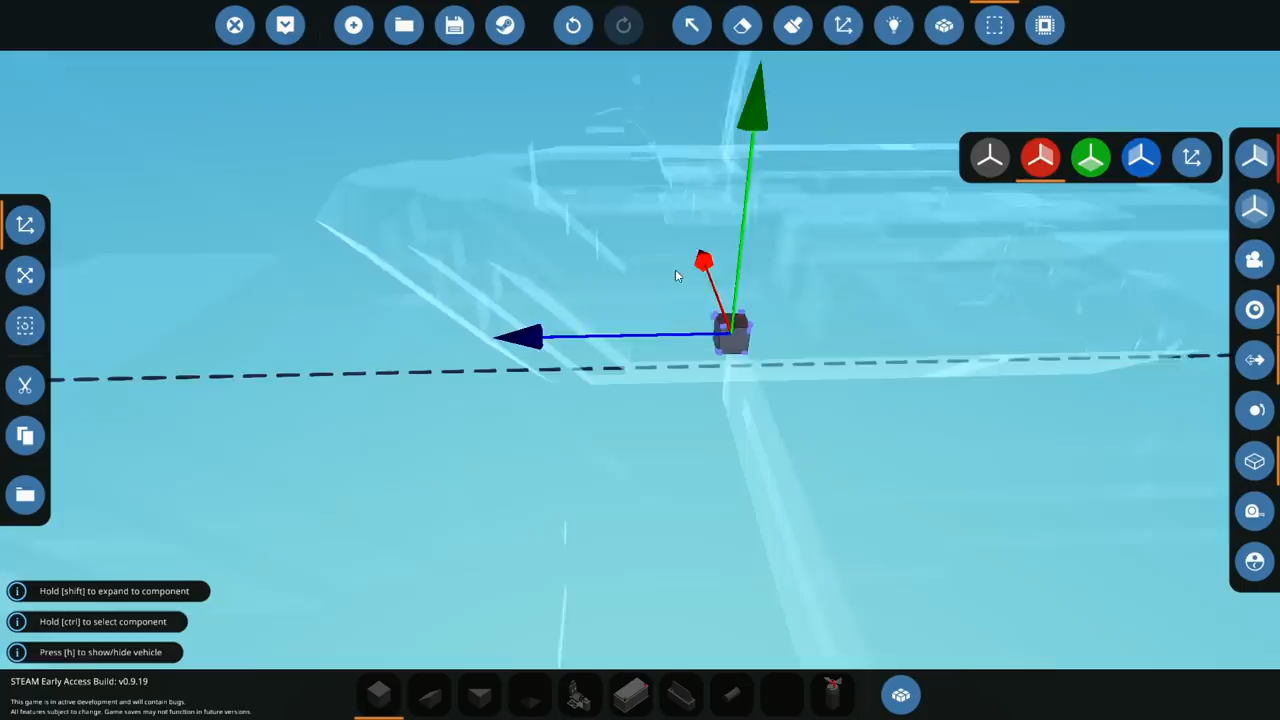 Hold [shift] to expand to component
Hold [ctrl] to select component
Press [h] to show/hide vehicle
STEAM Early Access Build: v0.9.19
This game is in active development and will contain bugs.
All features subject to change. Game saves may not function in future versions.